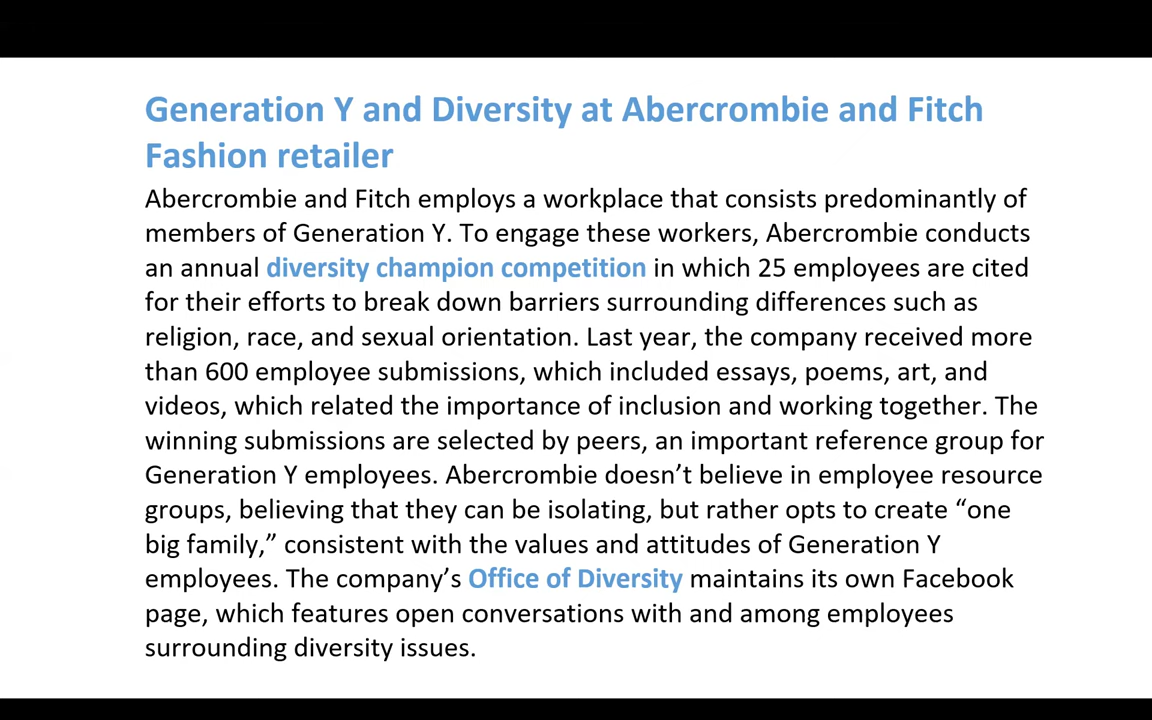 Generation Y and Diversity at Abercrombie and Fitch
Fashion retailer
Abercrombie and Fitch employs a workplace that consists predominantly of
members of Generation Y. To engage these workers, Abercrombie conducts
an annual diversity champion competition in which 25 employees are cited
for their efforts to break down barriers surrounding differences such as
religion, race, and sexual orientation. Last year, the company received more
than 600 employee submissions, which included essays, poems, art, and
videos, which related the importance of inclusion and working together. The
winning submissions are selected by peers, an important reference group for
Generation Y employees. Abercrombie doesn’t believe in employee resource
groups, believing that they can be isolating, but rather opts to create “one
big family,” consistent with the values and attitudes of Generation Y
employees. The company’s Office of Diversity maintains its own Facebook
page, which features open conversations with and among employees
surrounding diversity issues.